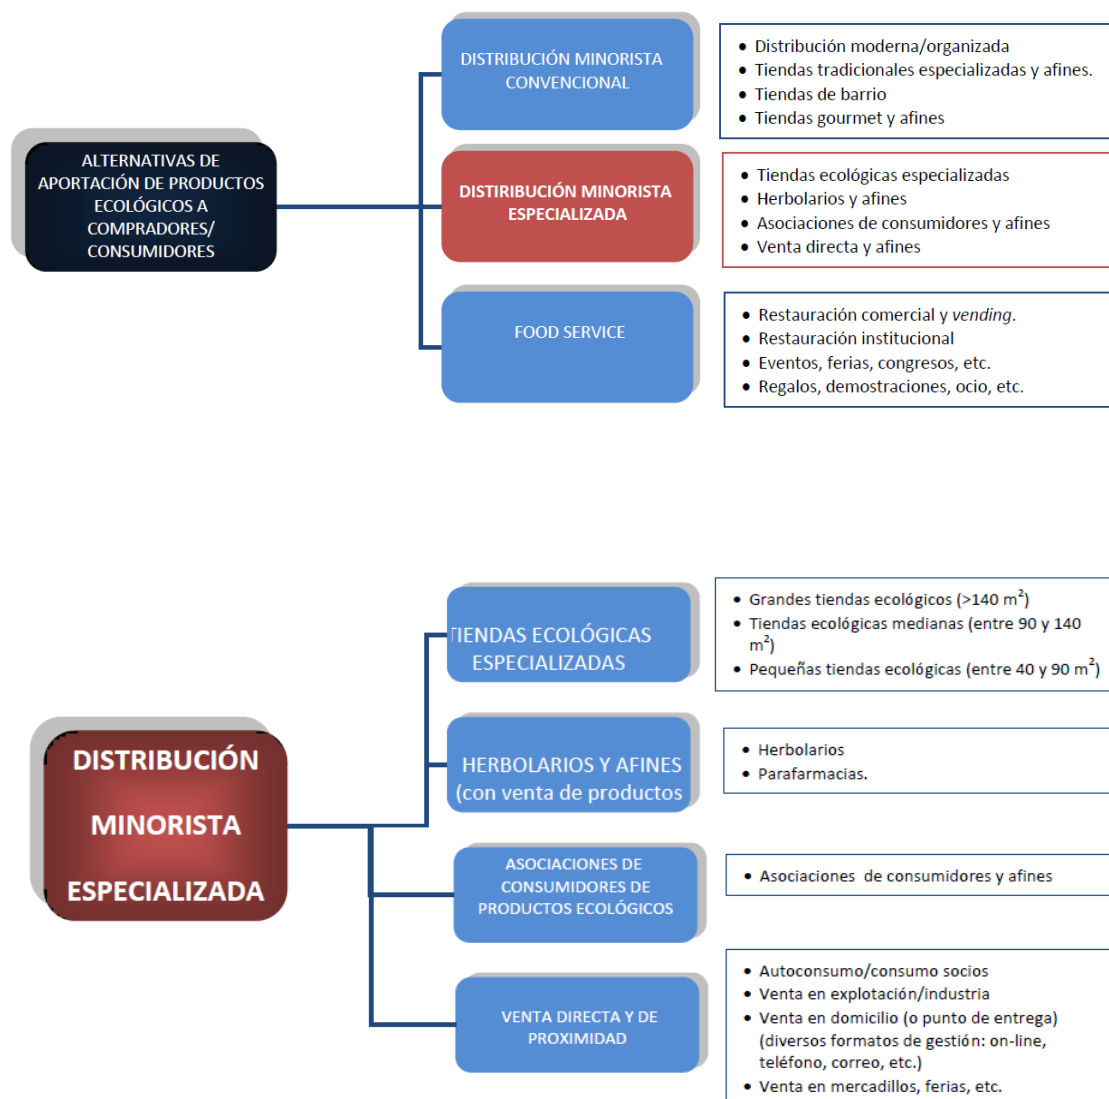 ALTERNATIVAS DE
APORTACIÓN DE PRODUCTOS
ECOLÓGICOS A
COMPRADORES/
CONSUMIDORES
DISTRIBUCIÓN MINORISTA
CONVENCIONAL
• Distribución moderna/organizada
• Tiendas tradicionales especializadas y afines.
• Tiendas de barrio
• Tiendas gourmet y afines
DISTIRIBUCIÓN MINORISTA
ESPECIALIZADA
• Tiendas ecológicas especializadas
• Herbolarios y afines
• Asociaciones de consumidores y afines
• Venta directa y afines
FOOD SERVICE
• Restauración comercial y vending.
• Restauración institucional
• Eventos, ferias, congresos, etc.
• Regalos, demostraciones, ocio, etc.
DISTRIBUCIÓN
MINORISTA
ESPECIALIZADA
TIENDAS ECOLÓGICAS
ESPECIALIZADAS
• Grandes tiendas ecológicos (>140 m²)
• Tiendas ecológicas medianas (entre 90 y 140
m²)
• Pequeñas tiendas ecológicas (entre 40 y 90 m²)
HERBOLARIOS Y AFINES
(con venta de productos
• Herbolarios
• Parafarmacias.
ASOCIACIONES DE
CONSUMIDORES DE
PRODUCTOS ECOLÓGICOS
• Asociaciones de consumidores y afines
VENTA DIRECTA Y DE
PROXIMIDAD
• Autoconsumo/consumo socios
• Venta en explotación/industria
• Venta en domicilio (o punto de entrega)
(diversos formatos de gestión: on-line,
teléfono, correo, etc.)
• Venta en mercadillos, ferias, etc.